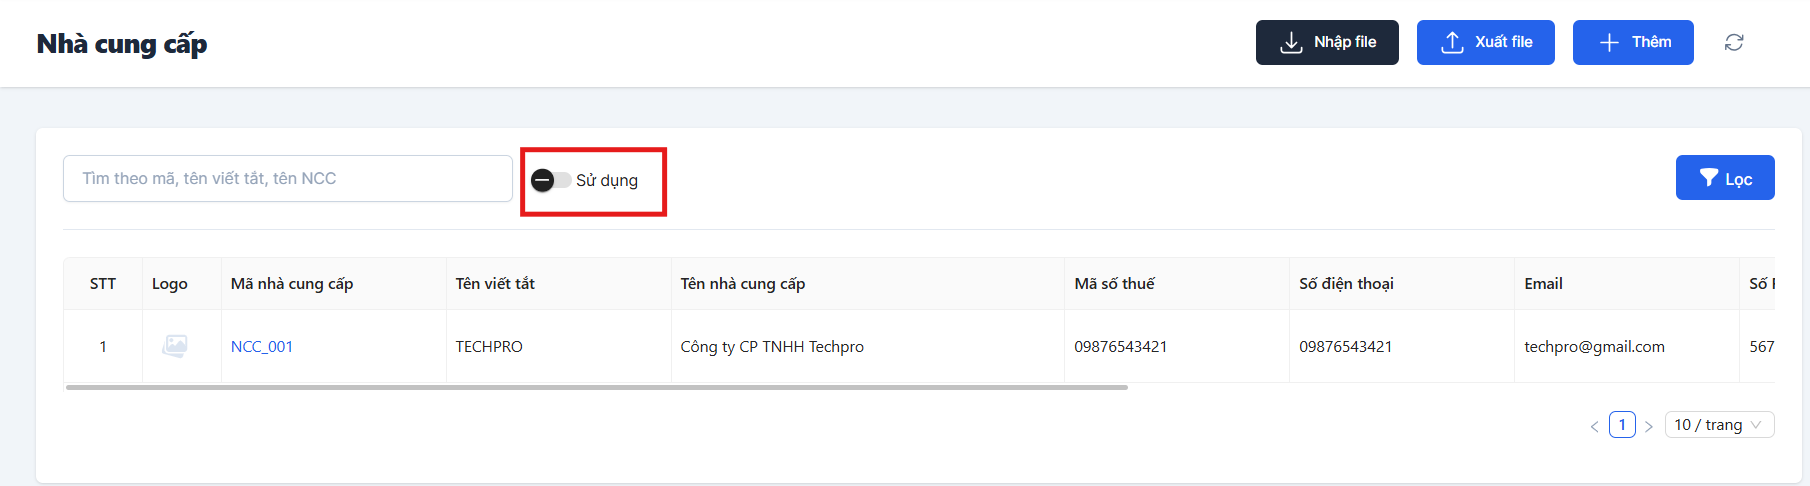 Nhà cung cấp
Nhập file
Xuất file
Thêm
Tìm theo mã, tên viết tắt, tên NCC
Sử dụng
Lọc
STT Logo Mã nhà cung cấp Tên viết tắt Tên nhà cung cấp Mã số thuế Số điện thoại Email Số
1 NCC_001 TECHPRO Công ty CP TNHH Techpro 09876543421 09876543421 techpro@gmail.com 567
1 10 / trang